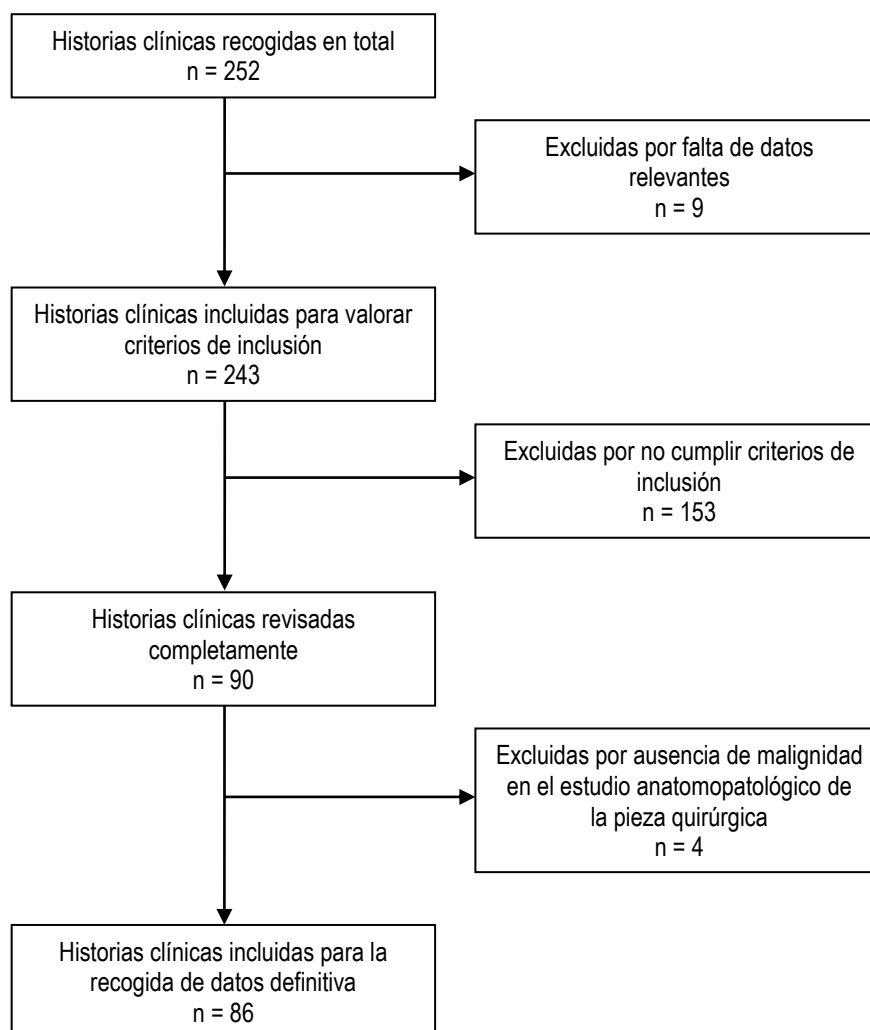 Historias clínicas recogidas en total
n = 252
Excluidas por falta de datos
relevantes
n = 9
Historias clínicas incluidas para valorar
criterios de inclusión
n = 243
Excluidas por no cumplir criterios de
inclusión
n = 153
Historias clínicas revisadas
completamente
n = 90
Excluidas por ausencia de malignidad
en el estudio anatomopatológico de
la pieza quirúrgica
n = 4
Historias clínicas incluidas para la
recogida de datos definitiva
n = 86